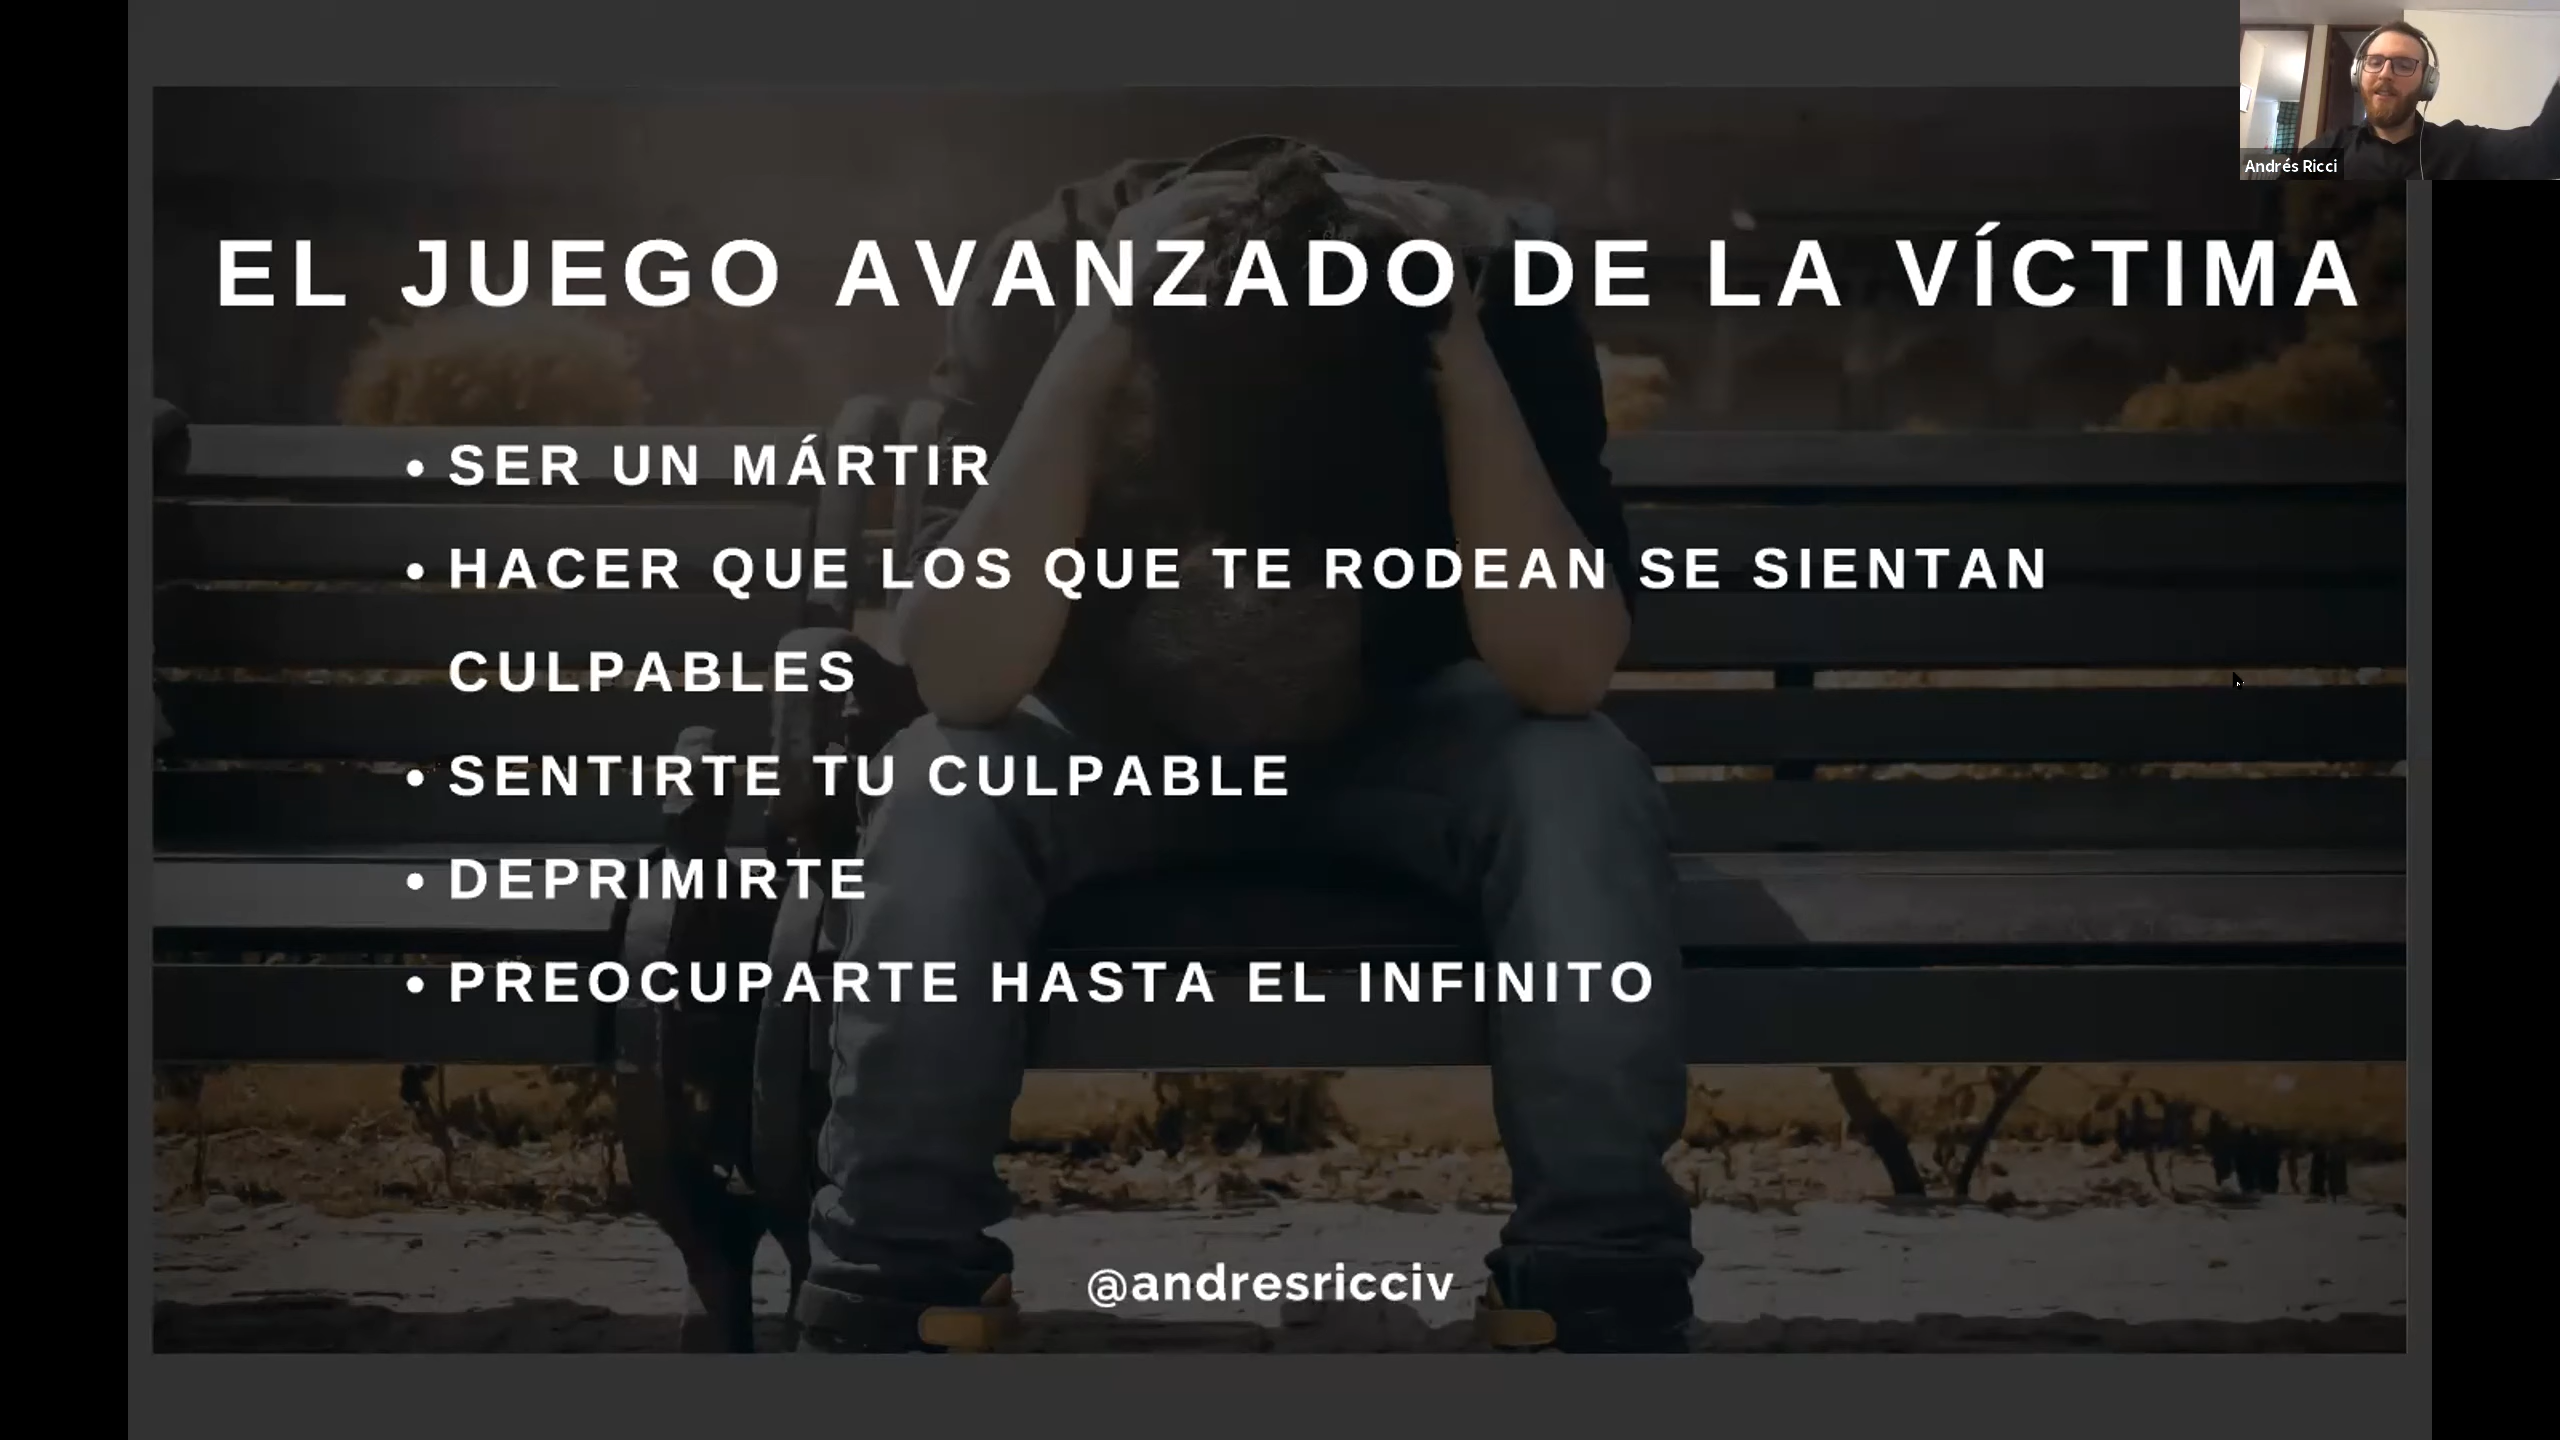 Andrés Ricci
EL JUEGO AVANZADO DE LA VÍCTIMA
• SER UN MÁRTIR
• HACER QUE LOS QUE TE RODEAN SE SIENTAN
CULPABLES
• SENTIRTE TU CULPABLE
• DEPRIMIRTE
• PREOCUPARTE HASTA EL INFINITO
@andresricciv